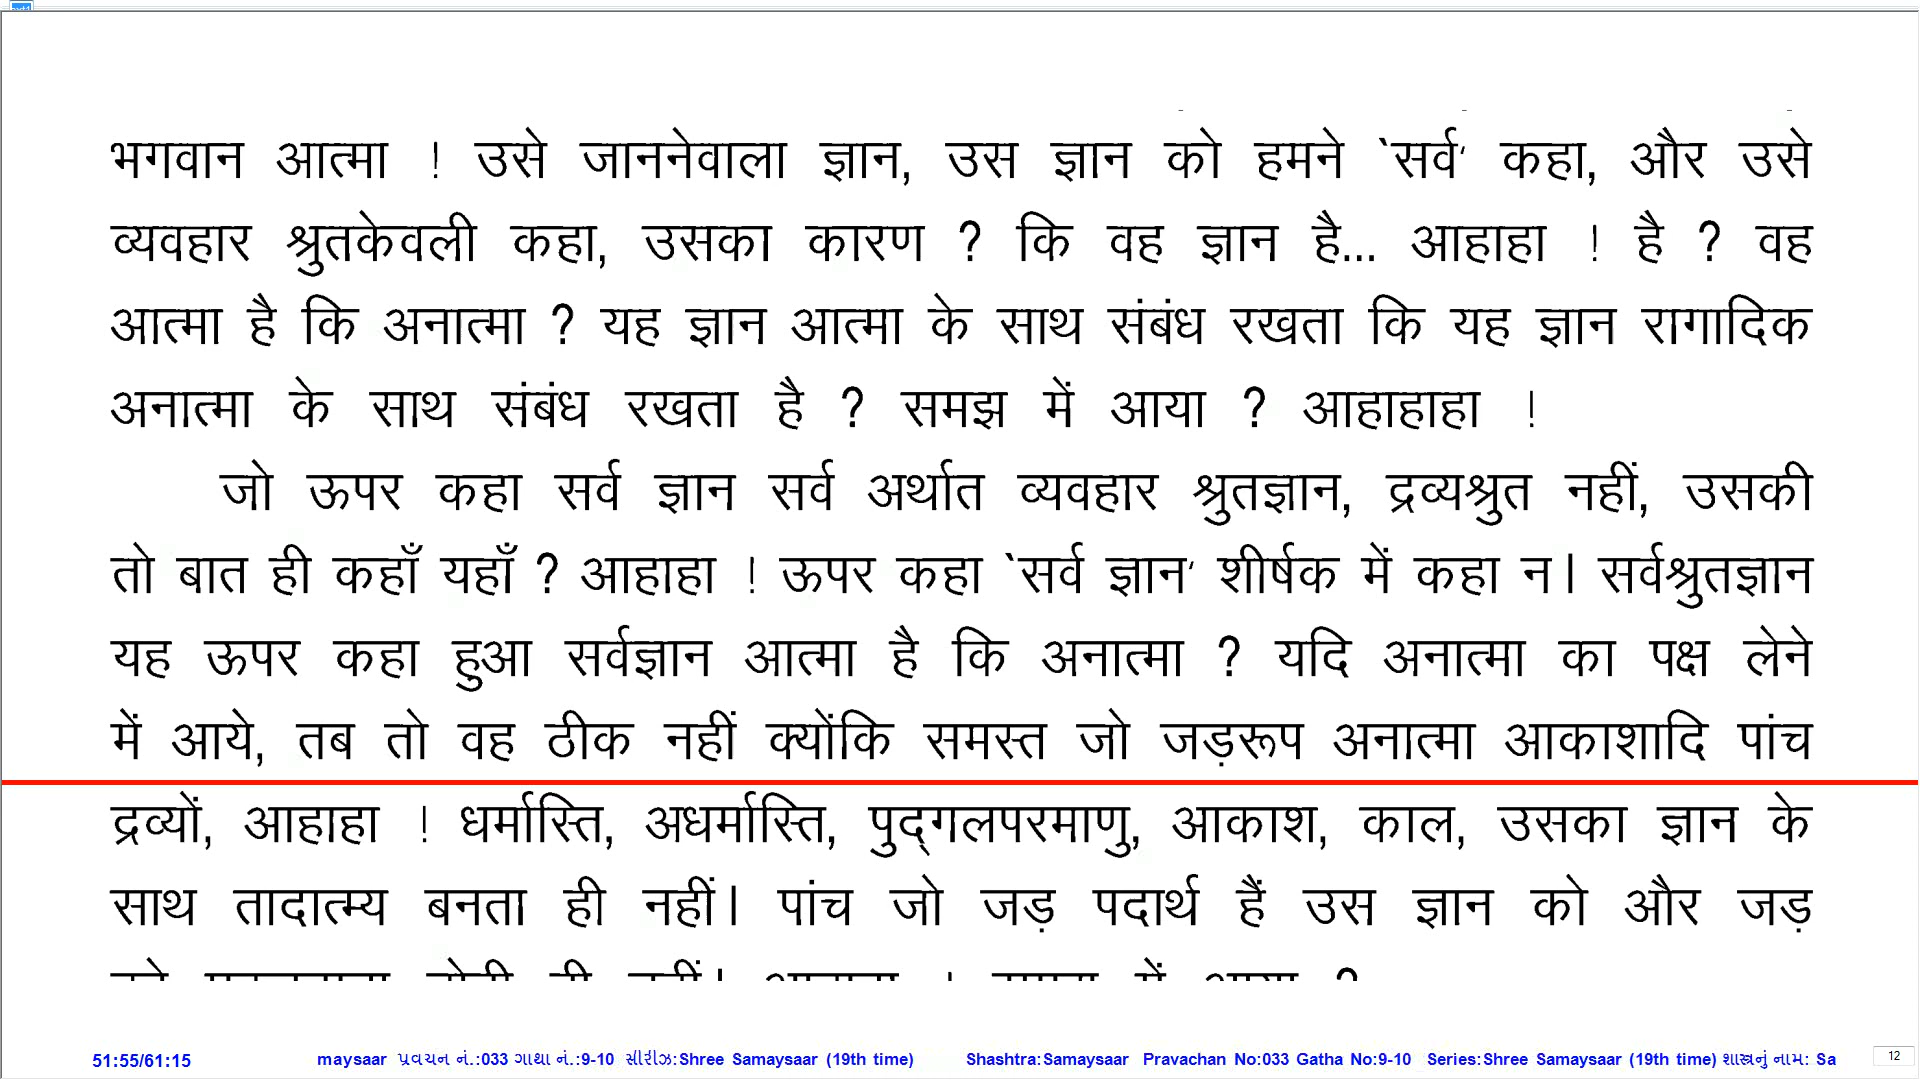 भगवान आत्मा ! उसे जाननेवाला ज्ञान, उस ज्ञान को हमने `सर्व' कहा, और उसे
व्यवहार श्रुतकेवली कहा, उसका कारण ? कि वह ज्ञान है... आहाहा ! है ? वह
आत्मा है कि अनात्मा ? यह ज्ञान आत्मा के साथ संबंध रखता कि यह ज्ञान रागादिक
अनात्मा के साथ संबंध रखता है ? समझ में आया ? आहाहाहा !
जो ऊपर कहा सर्व ज्ञान सर्व अर्थात व्यवहार श्रुतज्ञान, द्रव्यश्रुत नहीं, उसकी
तो बात ही कहाँ यहाँ ? आहाहा ! ऊपर कहा `सर्व ज्ञान' शीर्षक में कहा न। सर्वश्रुतज्ञान
यह ऊपर कहा हुआ सर्वज्ञान आत्मा है कि अनात्मा ? यदि अनात्मा का पक्ष लेने
में आये, तब तो वह ठीक नहीं क्योंकि समस्त जो जड़रूप अनात्मा आकाशादि पांच
द्रव्यों, आहाहा ! धर्मास्ति, अधर्मास्ति, पुद्गलपरमाणु, आकाश, काल, उसका ज्ञान के
साथ तादात्म्य बनता ही नहीं। पांच जो जड़ पदार्थ हैं उस ज्ञान को और जड़
51:55/61:15 maysaar પ્રવચન નં.:033 ગાથા નં.:9-10 સીરીઝ:Shree Samaysaar (19th time) Shashtra:Samaysaar Pravachan No:033 Gatha No:9-10 Series:Shree Samaysaar (19th time) શાસ્ત્રનું નામ: Sa 12